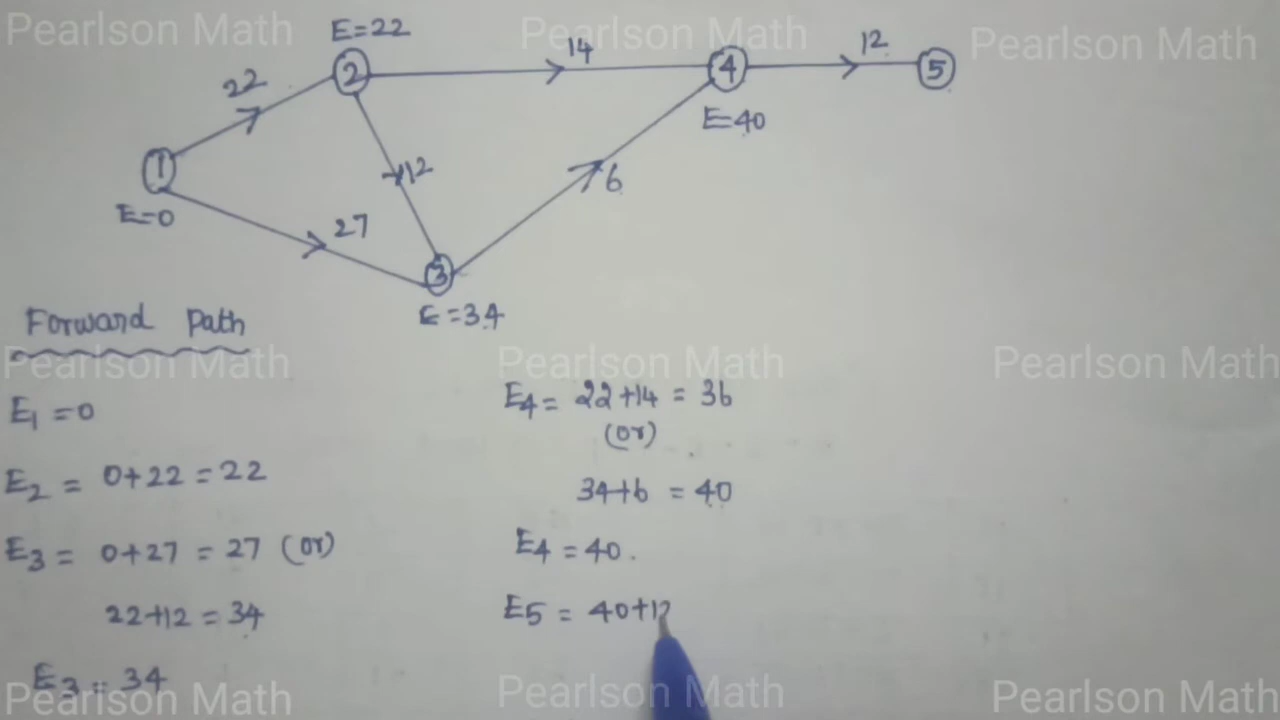 Pearlson Math
Pearlson Math
Pearlson Math
E=22
22
2
14
4
12
5
E=40
1
E=0
12
6
27
3
E=34
Forward Path
Pearlson Math
Pearlson Math
Pearlson Math
E1 = 0
E2 = 0+22 = 22
E3 = 0+27 = 27 (or)
22+12 = 34
E3 = 34
E4 = 22+14 = 36
(or)
34+6 = 40
E4 = 40.
E5 = 40+12
Pearlson Math
Pearlson Math
Pearlson Math